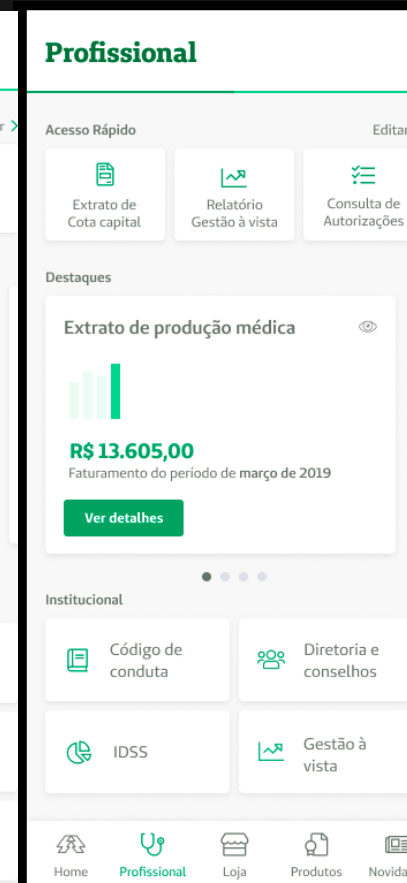 Profissional
Acesso Rápido
Editar
Extrato de
Cota capital
Relatório
Gestão à vista
Consulta de
Autorizações
Destaques
Extrato de produção médica
R$ 13.605,00
Faturamento do período de março de 2019
Ver detalhes
Institucional
Código de
conduta
Diretoria e
conselhos
IDSS
Gestão à
vista
Home
Profissional
Loja
Produtos
Novida